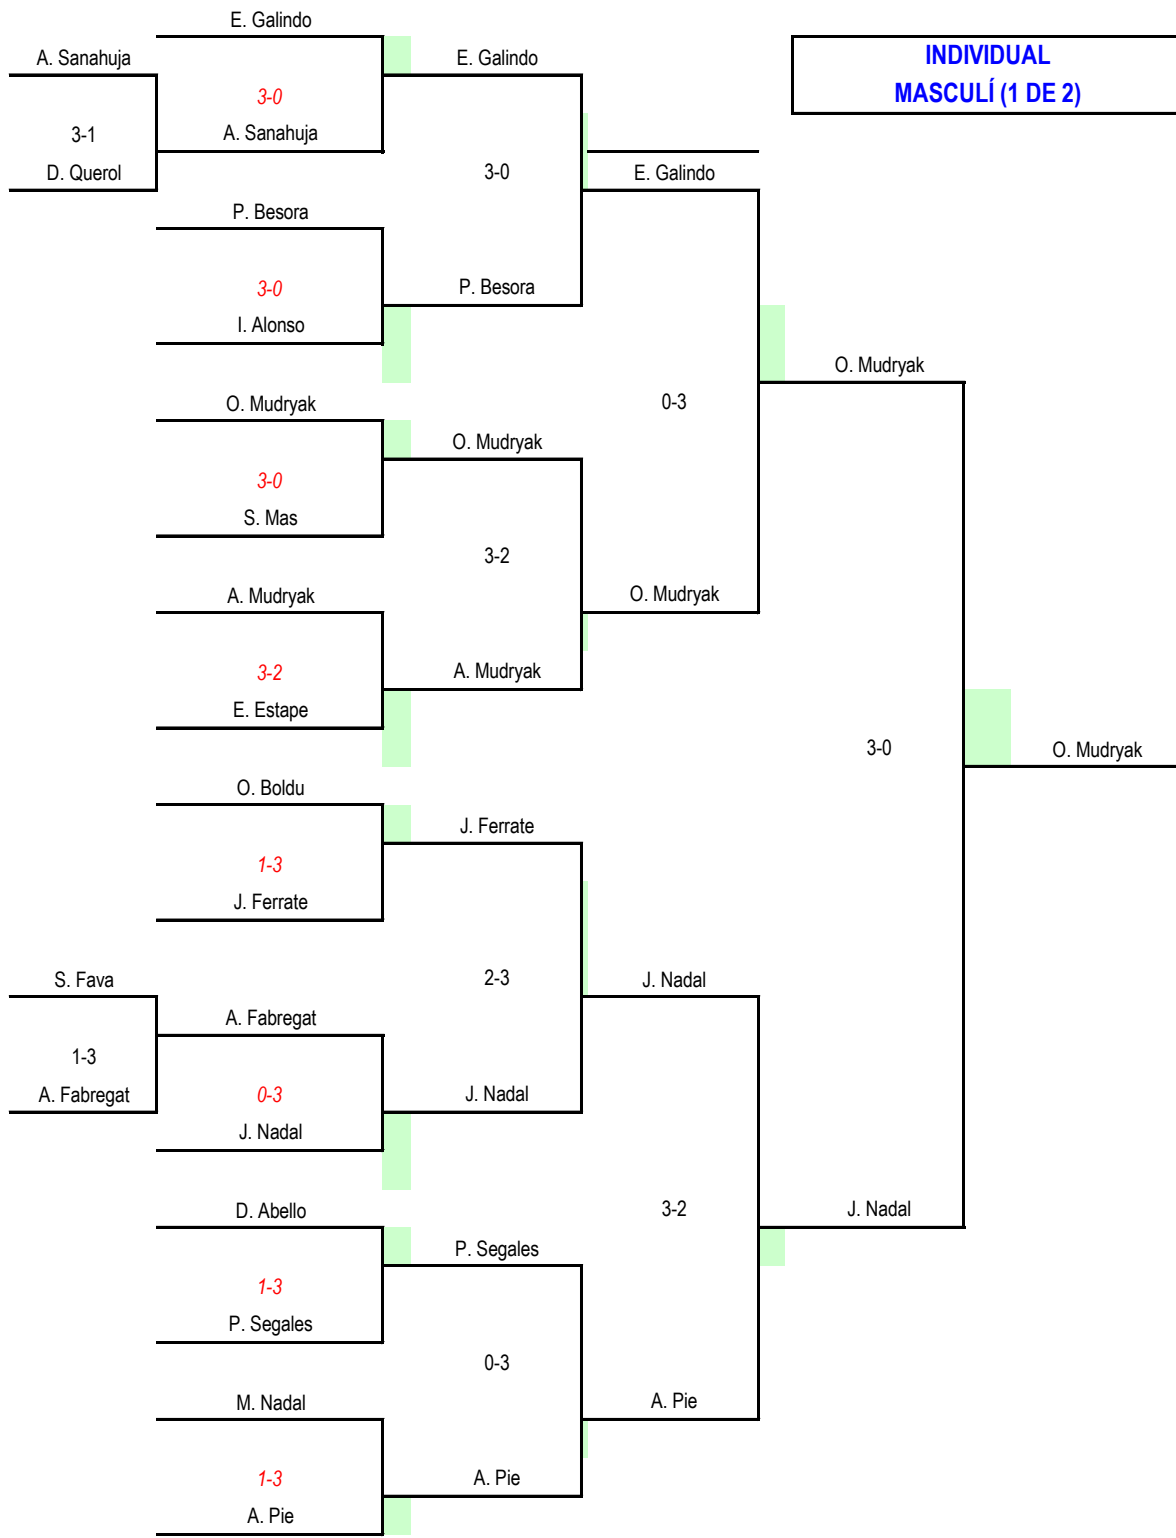 E. Galindo
A. Sanahuja
E. Galindo
INDIVIDUAL
MASCULÍ (1 DE 2)
3-0
3-1
A. Sanahuja
D. Querol
3-0
E. Galindo
P. Besora
3-0
P. Besora
I. Alonso
O. Mudryak
O. Mudryak
0-3
O. Mudryak
3-0
S. Mas
3-2
A. Mudryak
O. Mudryak
3-2
A. Mudryak
E. Estape
3-0
O. Mudryak
O. Boldu
J. Ferrate
1-3
J. Ferrate
S. Fava
2-3
J. Nadal
A. Fabregat
1-3
A. Fabregat
0-3
J. Nadal
J. Nadal
D. Abello
3-2
J. Nadal
P. Segales
1-3
P. Segales
0-3
M. Nadal
A. Pie
1-3
A. Pie
A. Pie